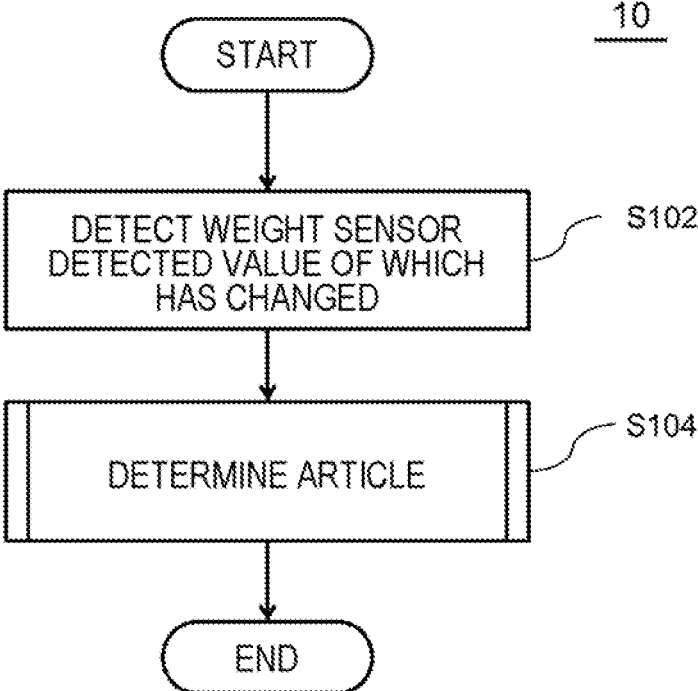 10
START
DETECT WEIGHT SENSOR
DETECTED VALUE OF WHICH
HAS CHANGED
S102
DETERMINE ARTICLE
S104
END